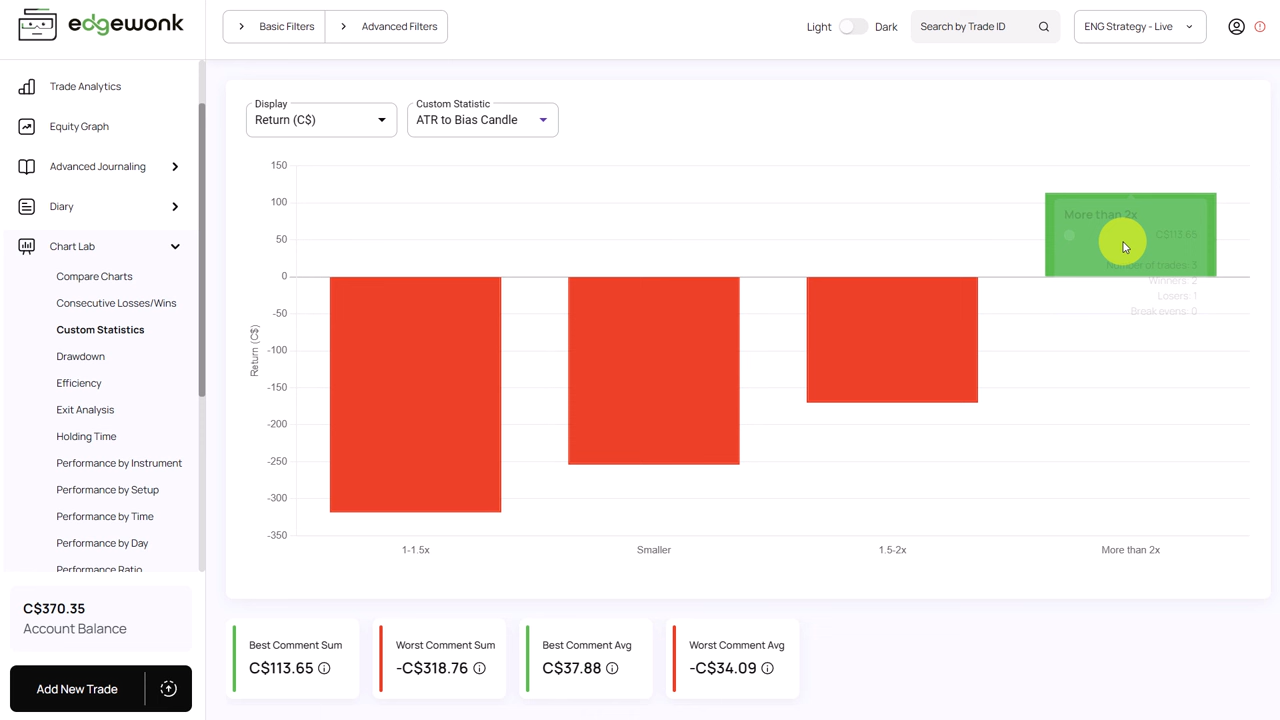 edgewonk
Basic Filters
Advanced Filters
Light
Dark
Search by Trade ID
ENG Strategy - Live
Trade Analytics
Equity Graph
Advanced Journaling
Diary
Chart Lab
Compare Charts
Consecutive Losses/Wins
Custom Statistics
Drawdown
Efficiency
Exit Analysis
Holding Time
Performance by Instrument
Performance by Setup
Performance by Time
Performance by Day
Performance Ratio
C$370.35
Account Balance
Add New Trade
Display
Return (C$)
Custom Statistic
ATR to Bias Candle
150
100
50
0
-50
-100
-150
-200
-250
-300
-350
Return (C$)
More than 2x
C$113.65
Number of trades: 3
Winners: 2
Losers: 1
Break evens: 0
1-1.5x
Smaller
1.5-2x
More than 2x
Best Comment Sum
C$113.65
Worst Comment Sum
-C$318.76
Best Comment Avg
C$37.88
Worst Comment Avg
-C$34.09